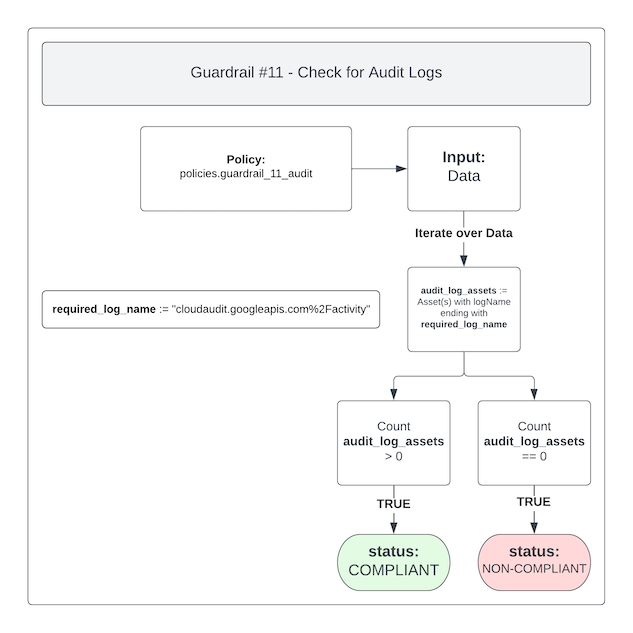 Guardrail #11 - Check for Audit Logs
Policy:
policies.guardrail_11_audit
Input:
Data
Iterate over Data
audit_log_assets :=
Asset(s) with logName
ending with
required_log_name
required_log_name := "cloudaudit.googleapis.com%2Factivity"
Count
audit_log_assets
> 0
Count
audit_log_assets
== 0
TRUE
TRUE
status:
COMPLIANT
status:
NON-COMPLIANT